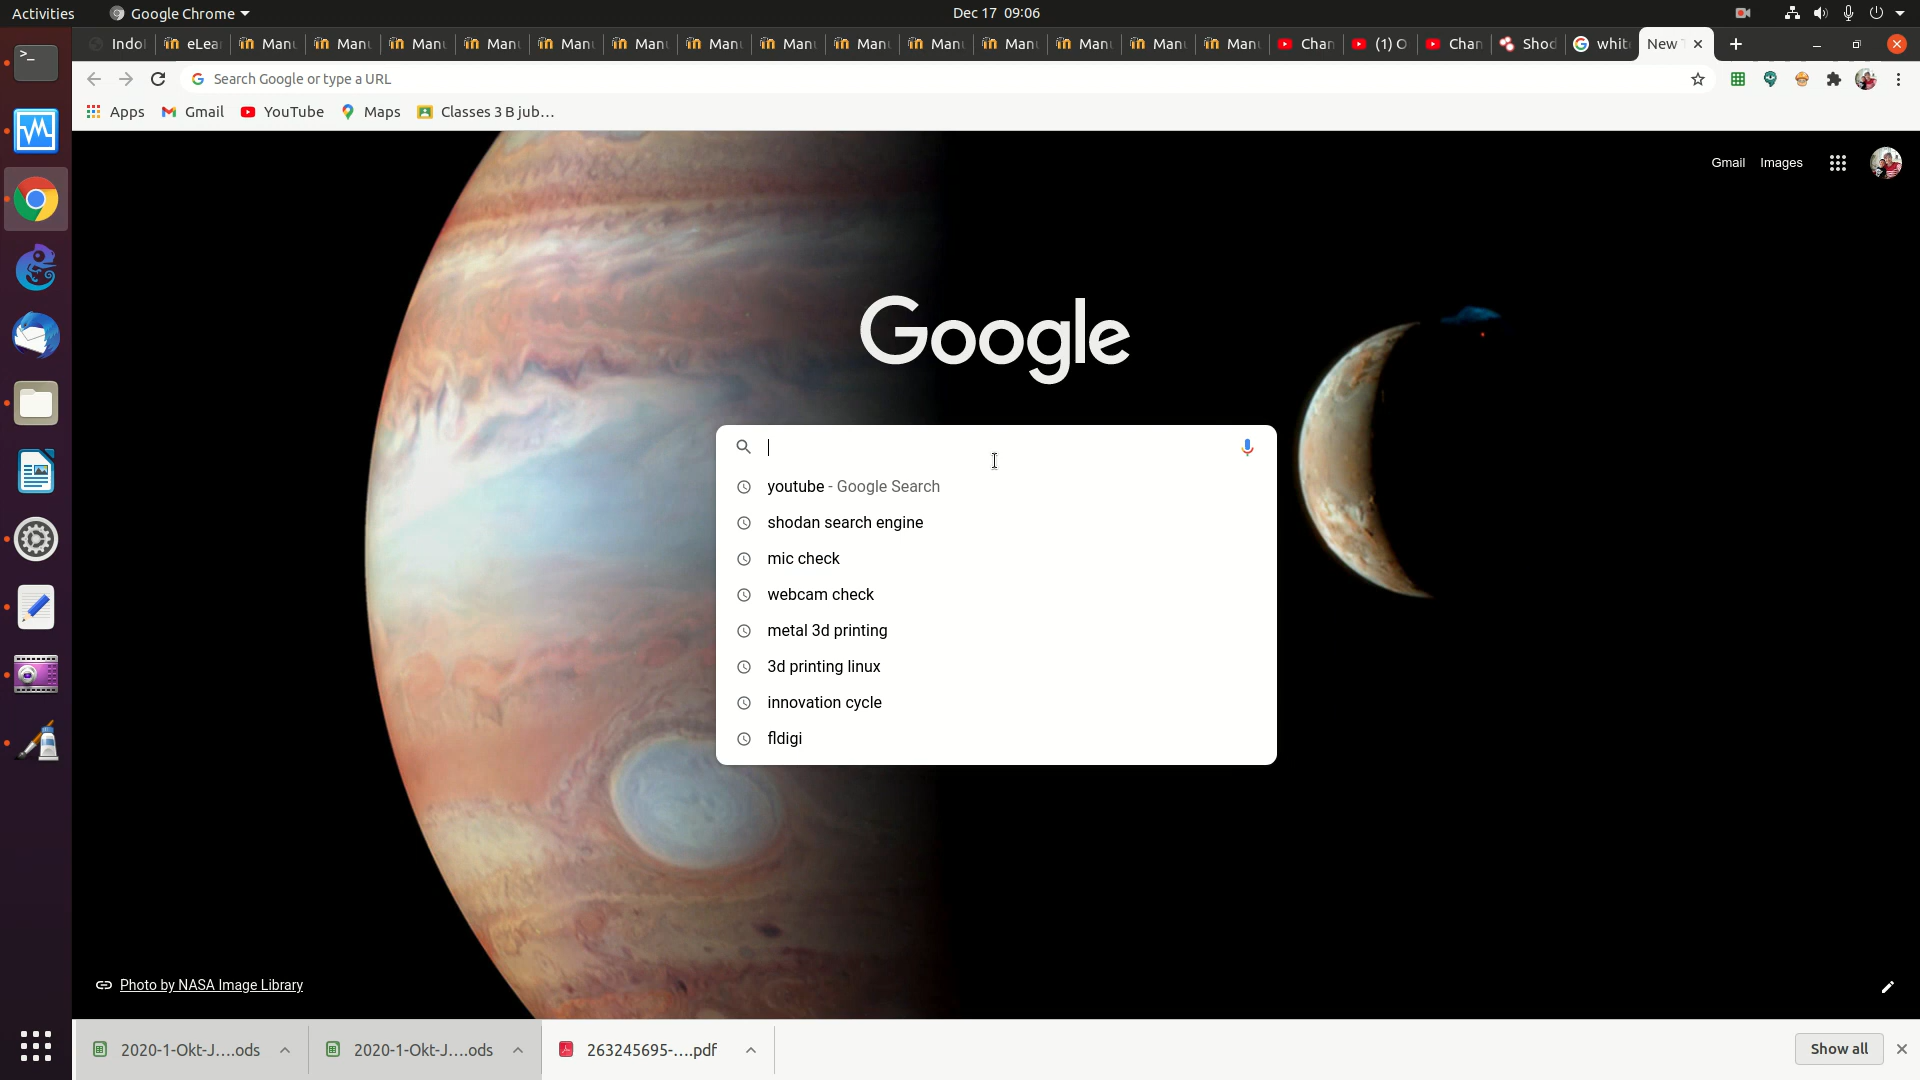 Activities
Google Chrome
Dec 17 09:06
Indo
eLea
Manu
Manu
Manu
Manu
Manu
Manu
Manu
Manu
Manu
Manu
Manu
Manu
Manu
Manu
Chan
(1) O
Chan
Shod
whit
New T
Search Google or type a URL
Apps
Gmail
YouTube
Maps
Classes 3 B jub...
Gmail
Images
Google
youtube - Google Search
shodan search engine
mic check
webcam check
metal 3d printing
3d printing linux
innovation cycle
fldigi
Photo by NASA Image Library
2020-1-Okt-J....ods
2020-1-Okt-J....ods
263245695-....pdf
Show all